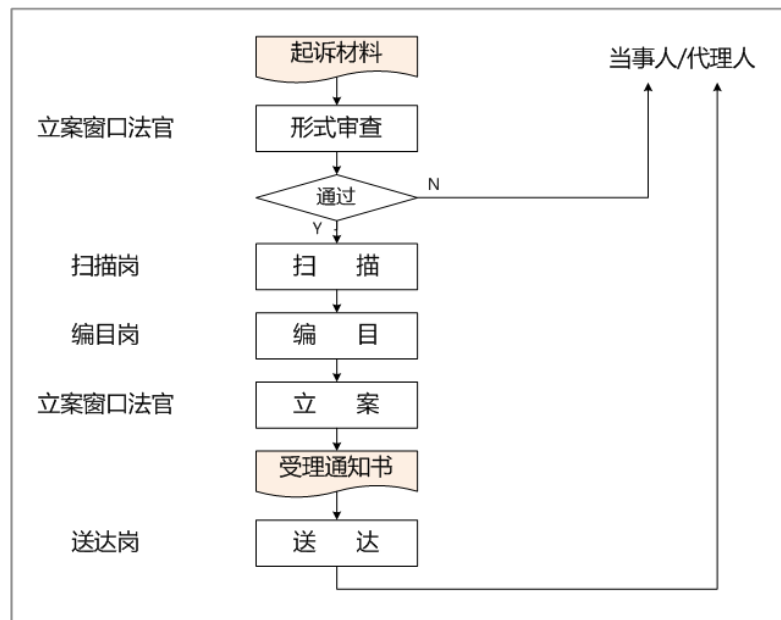 起诉材料
当事人/代理人
立案窗口法官
形式审查
通过
N
Y
扫描岗
扫 描
编目岗
编 目
立案窗口法官
立 案
受理通知书
送达岗
送 达